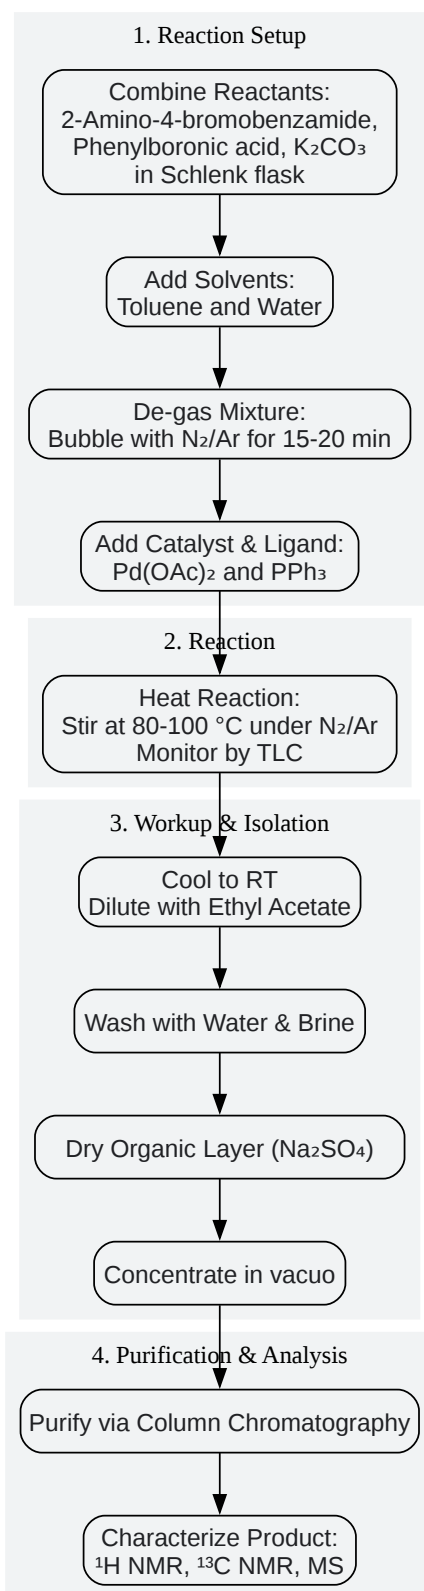 1. Reaction Setup
Combine Reactants:
2-Amino-4-bromobenzamide,
Phenylboronic acid, K₂CO₃
in Schlenk flask
Add Solvents:
Toluene and Water
De-gas Mixture:
Bubble with N₂/Ar for 15-20 min
Add Catalyst & Ligand:
Pd(OAc)₂ and PPh₃
2. Reaction
Heat Reaction:
Stir at 80-100 °C under N₂/Ar
Monitor by TLC
3. Workup & Isolation
Cool to RT
Dilute with Ethyl Acetate
Wash with Water & Brine
Dry Organic Layer (Na₂SO₄)
Concentrate in vacuo
4. Purification & Analysis
Purify via Column Chromatography
Characterize Product:
¹H NMR, ¹³C NMR, MS